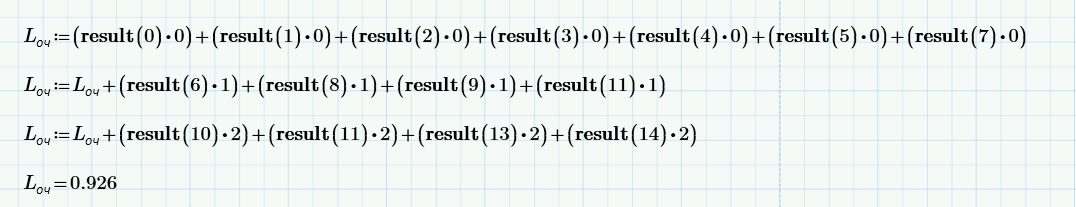 L_оч:=(result(0)⋅0)+(result(1)⋅0)+(result(2)⋅0)+(result(3)⋅0)+(result(4)⋅0)+(result(5)⋅0)+(result(7)⋅0)
L_оч:=L_оч+(result(6)⋅1)+(result(8)⋅1)+(result(9)⋅1)+(result(11)⋅1)
L_оч:=L_оч+(result(10)⋅2)+(result(11)⋅2)+(result(13)⋅2)+(result(14)⋅2)
L_оч=0.926